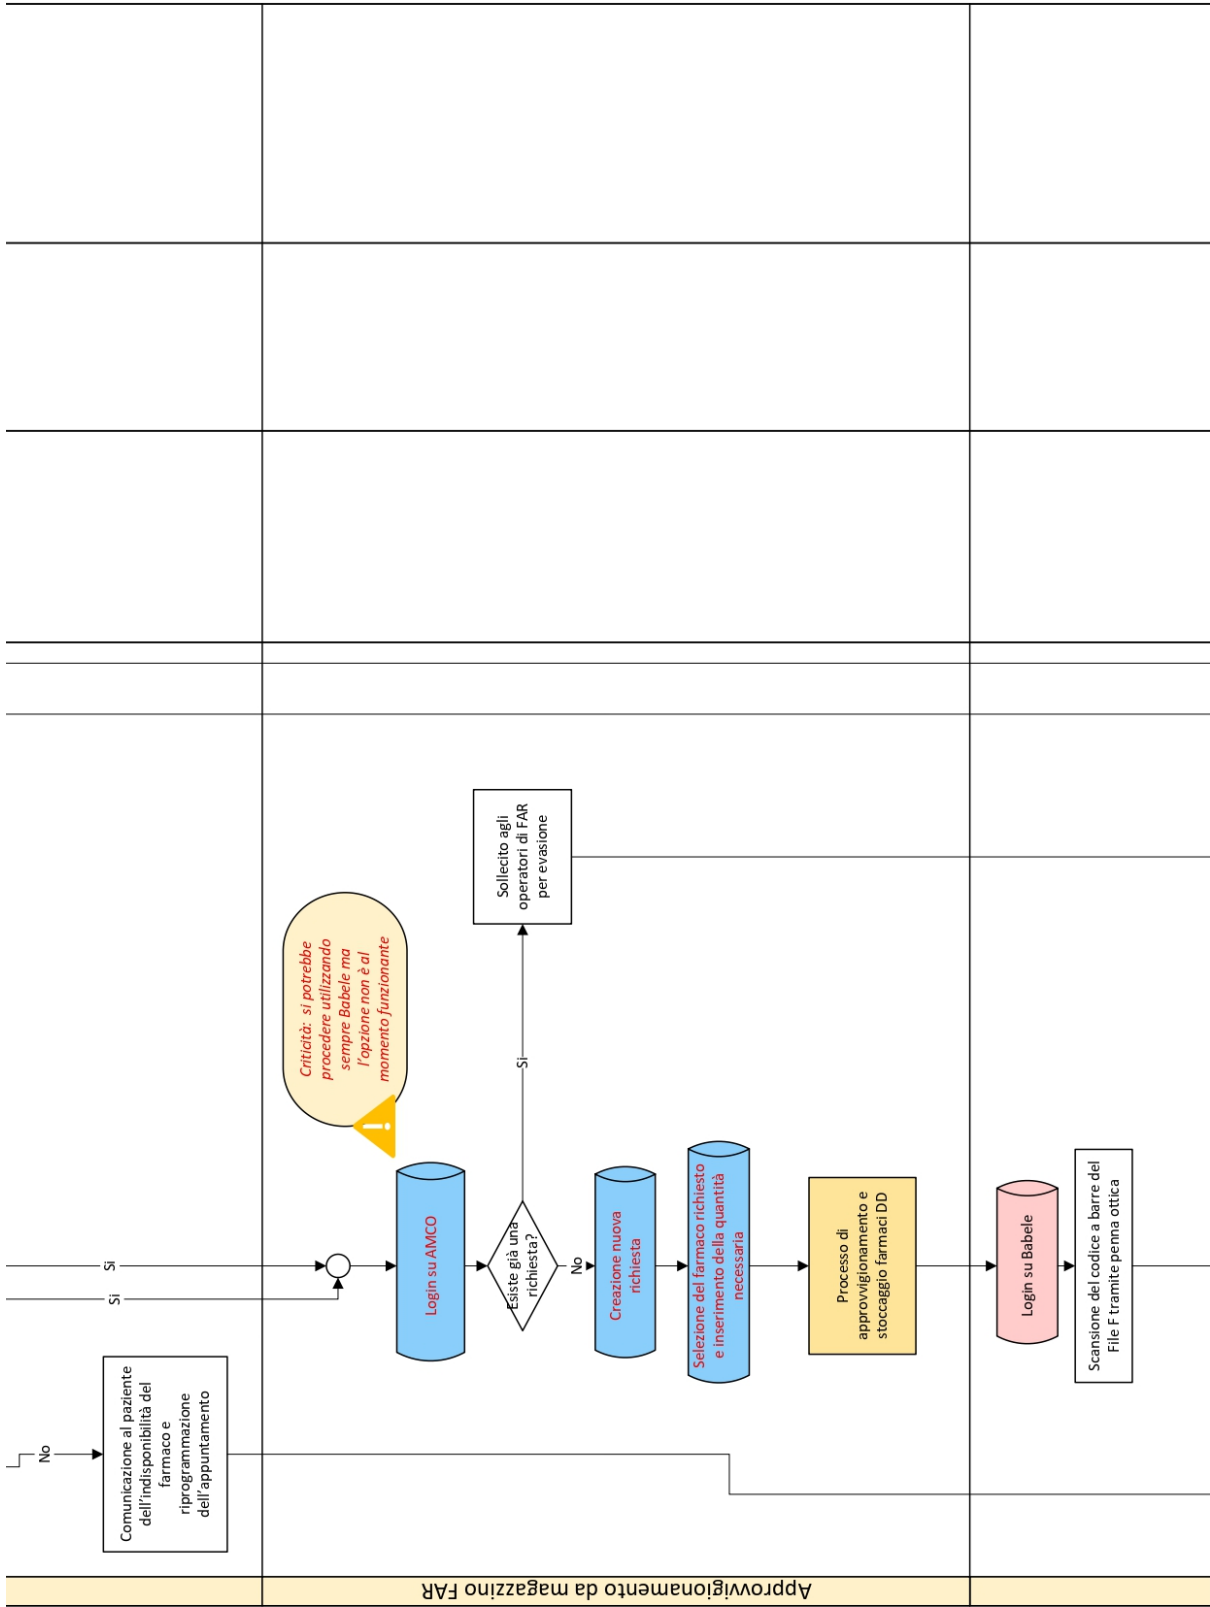 Si
Si
No
Comunicazione al paziente
dell'indisponibilità del
farmaco e
riprogrammazione
dell'appuntamento
Criticità:  si potrebbe
procedere utilizzando
sempre Babele ma
l'opzione non è al
momento funzionante
Login su AMCO
Esiste già una
richiesta?
Si
Sollecito agli
operatori di FAR
per evasione
No
Creazione nuova
richiesta
Selezione del farmaco richiesto
e inserimento della quantità
necessaria
Processo di
approvvigionamento e
stoccaggio farmaci DD
Login su Babele
Scansione del codice a barre del
File F tramite penna ottica
Approvvigionamento da magazzino FAR